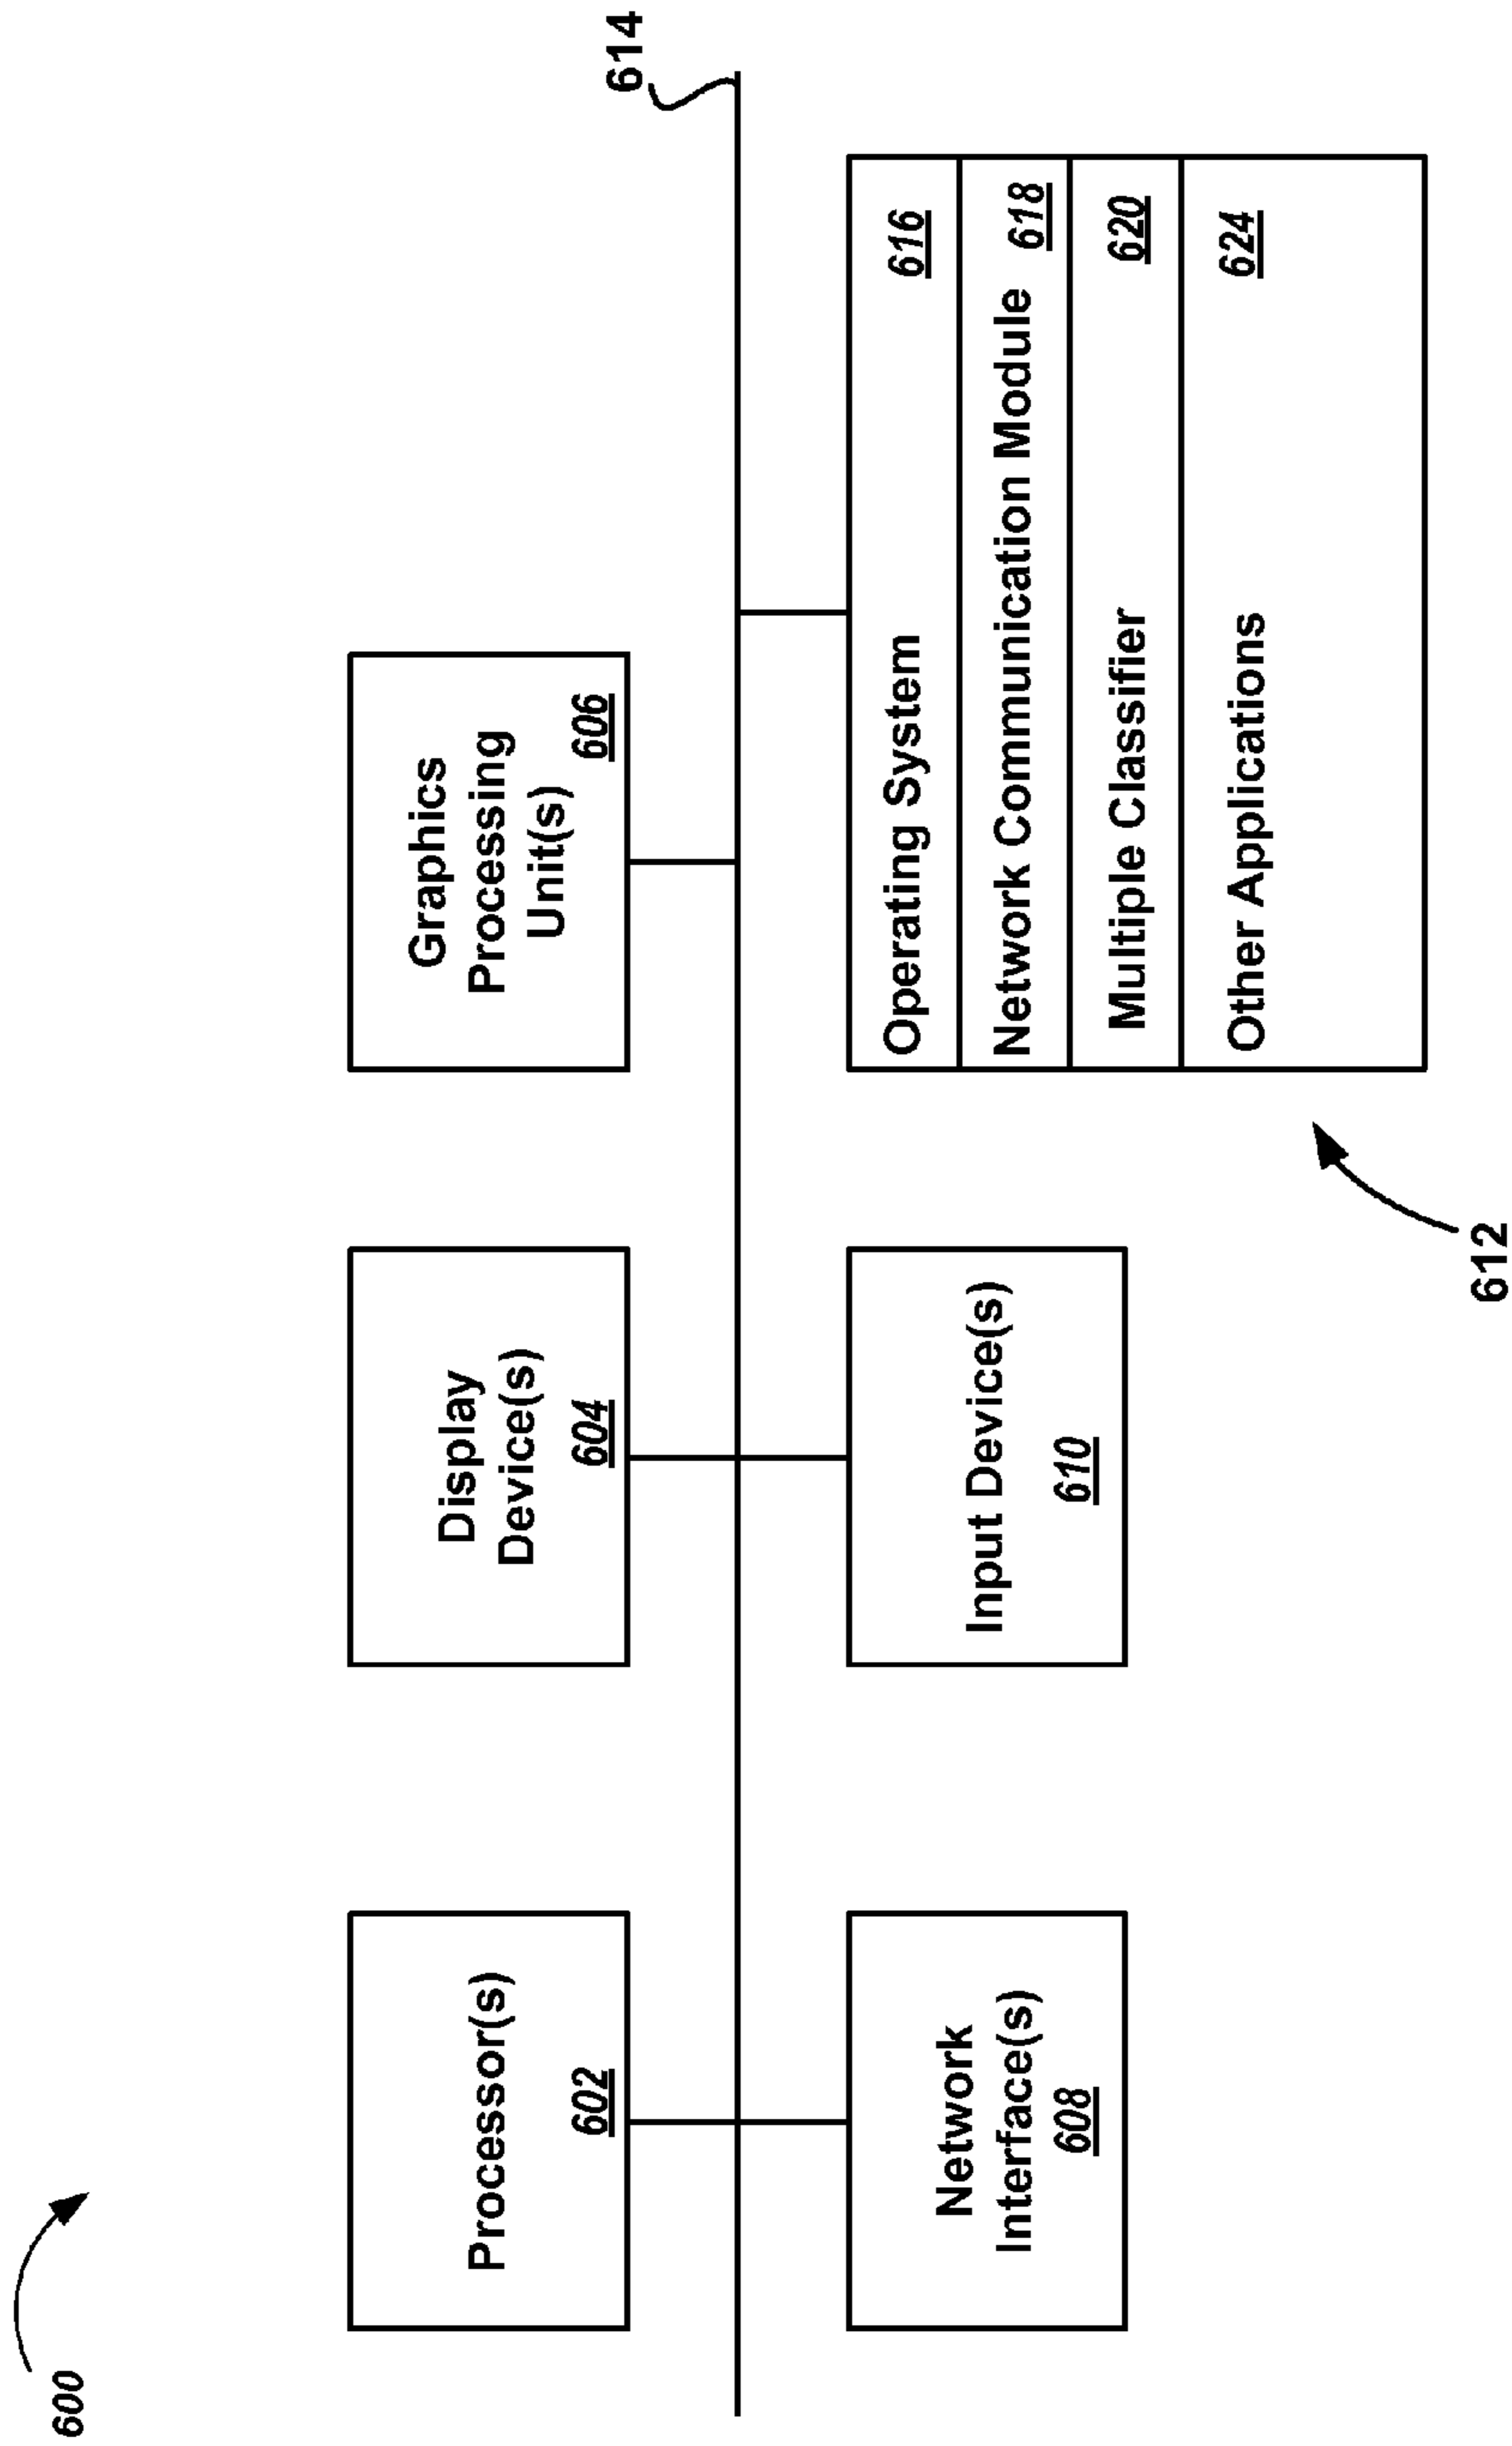 600
Processor(s)
602
Display
Device(s)
604
Graphics
Processing
Unit(s)
606
614
Network
Interface(s)
608
Input Device(s)
610
Operating System 616
Network Communication Module 618
Multiple Classifier 620
Other Applications 624
612